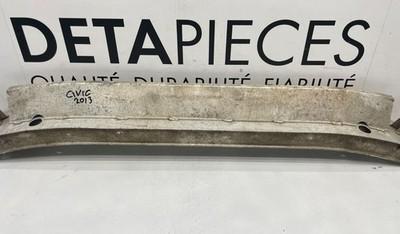 DETAPIECES
QUALITÉ DURABILITÉ FIABILITÉ
CIVIC
2013